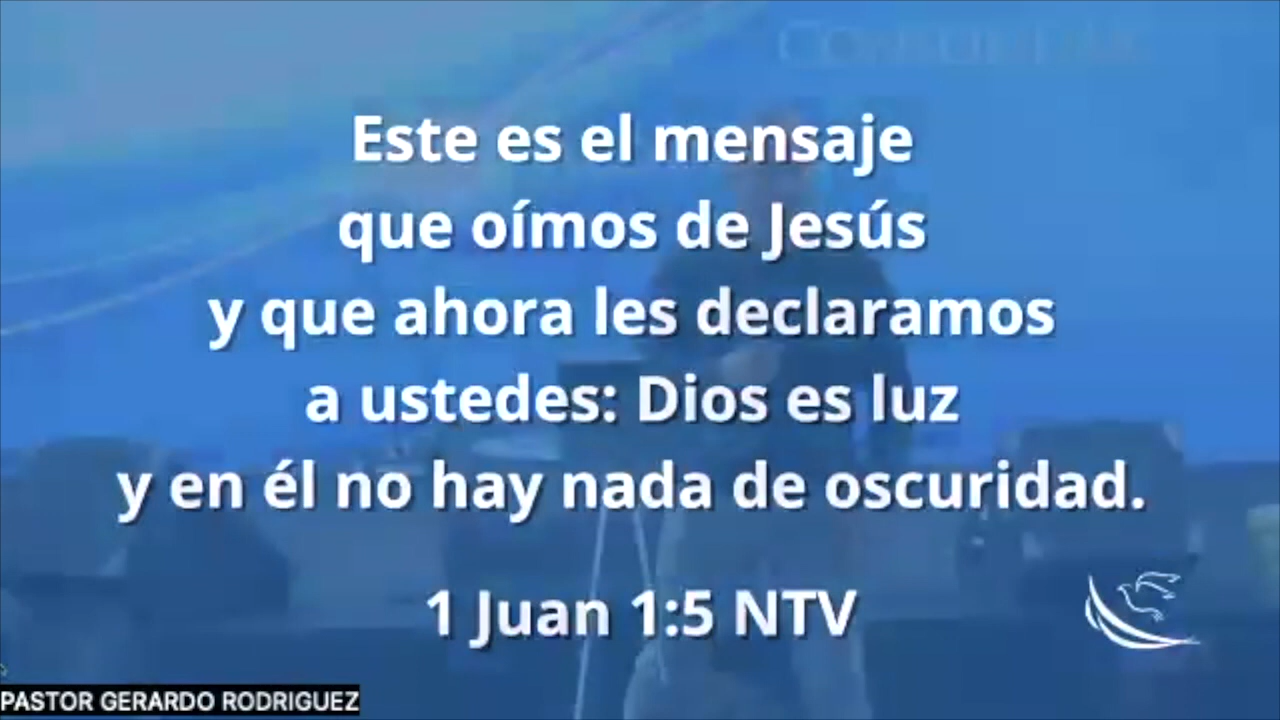 Este es el mensaje
que oímos de Jesús
y que ahora les declaramos
a ustedes: Dios es luz
y en él no hay nada de oscuridad.
1 Juan 1:5 NTV
PASTOR GERARDO RODRIGUEZ